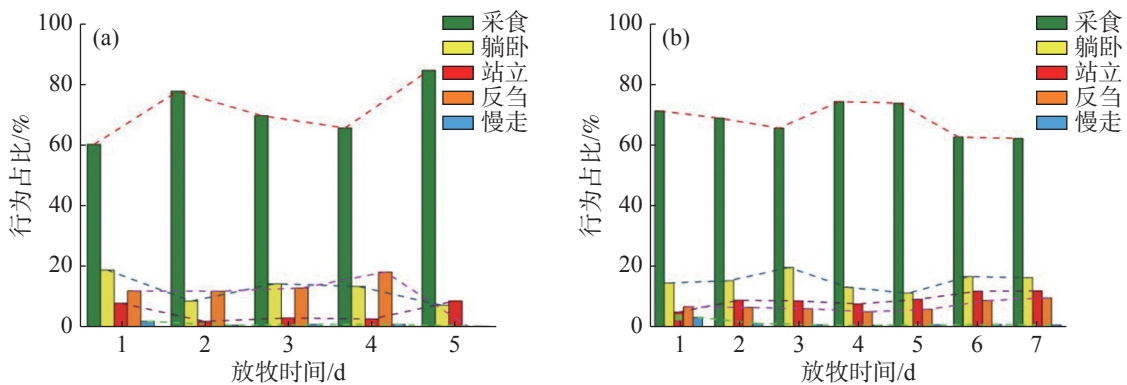 (a)
采食
躺卧
站立
反刍
慢走
行为占比/%
100
80
60
40
20
0
1 2 3 4 5
放牧时间/d
(b)
采食
躺卧
站立
反刍
慢走
行为占比/%
100
80
60
40
20
0
1 2 3 4 5 6 7
放牧时间/d